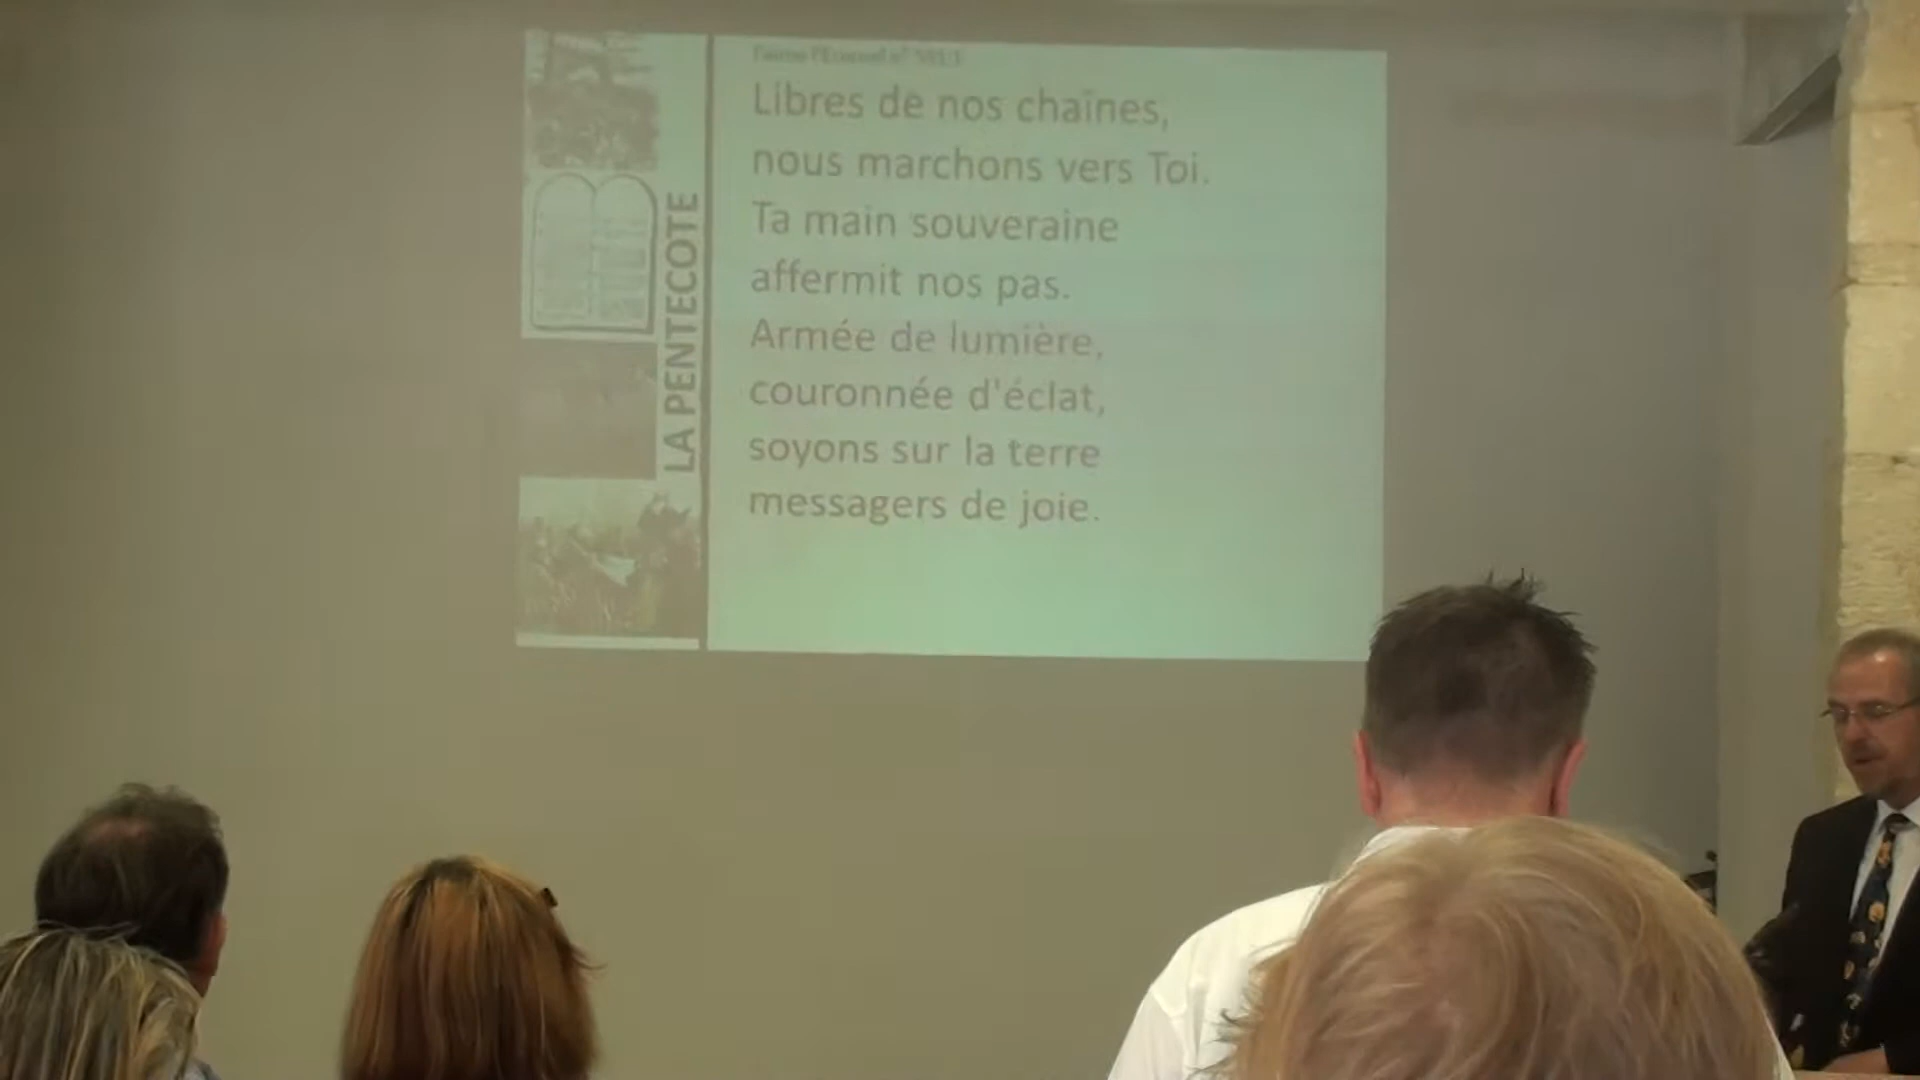 Libres de nos chaînes,
nous marchons vers Toi.
Ta main souveraine
affermit nos pas.
Armée de lumière,
couronnée d'éclat,
soyons sur la terre
messagers de joie.
LA PENTECOTE